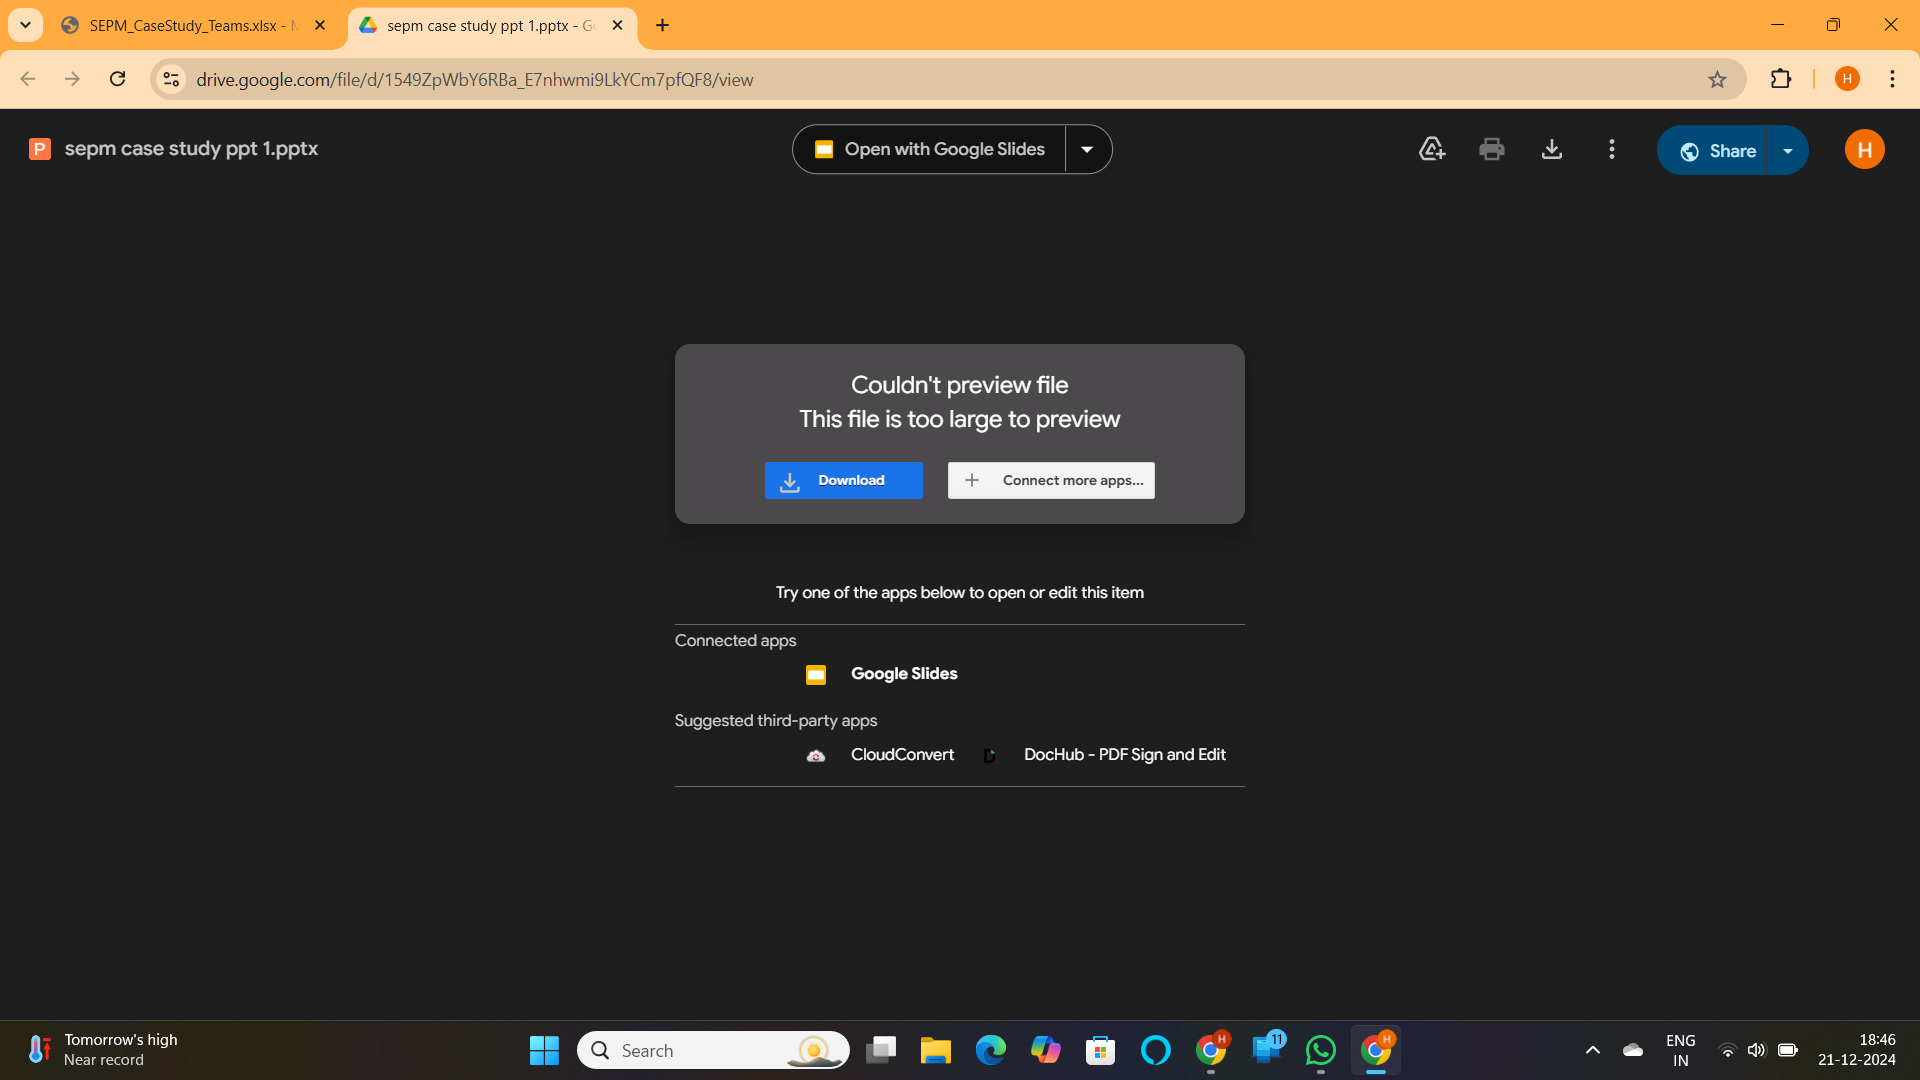 SEPM_CaseStudy_Teams.xlsx -
sepm case study ppt 1.pptx -
drive.google.com/file/d/1549ZpWbY6RBa_E7nhwmi9LkYCm7pfQF8/view
H
P
sepm case study ppt 1.pptx
Open with Google Slides
Share
H
Couldn't preview file
This file is too large to preview
Download
Connect more apps...
Try one of the apps below to open or edit this item
Connected apps
Google Slides
Suggested third-party apps
CloudConvert
DocHub - PDF Sign and Edit
Tomorrow's high
Near record
Search
H
11
H
ENG
IN
18:46
21-12-2024